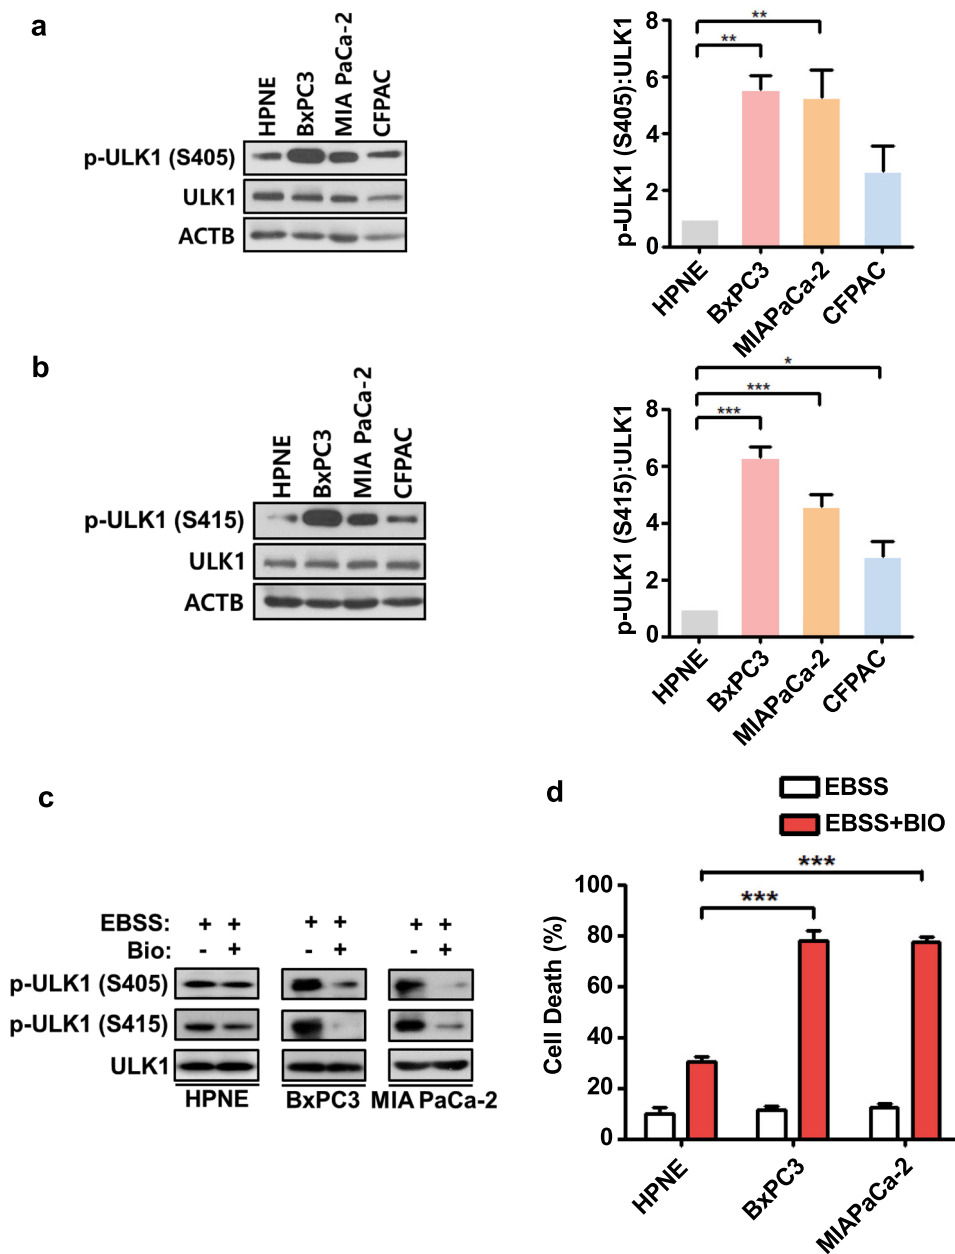 a
HPNE
BxPC3
MIA PaCa-2
CFPAC
p-ULK1 (S405)
ULK1
ACTB
p-ULK1 (S405):ULK1
8
6
4
2
0
**
**
HPNE
BxPC3
MIAPaCa-2
CFPAC
b
HPNE
BxPC3
MIA PaCa-2
CFPAC
p-ULK1 (S415)
ULK1
ACTB
p-ULK1 (S415):ULK1
8
6
4
2
0
*
***
***
HPNE
BxPC3
MIAPaCa-2
CFPAC
c
EBSS: + + + + + +
Bio: - + - + - +
p-ULK1 (S405)
p-ULK1 (S415)
ULK1
HPNE BxPC3 MIA PaCa-2
d
EBSS
EBSS+BIO
Cell Death (%)
100
80
60
40
20
0
***
***
HPNE
BxPC3
MIAPaCa-2